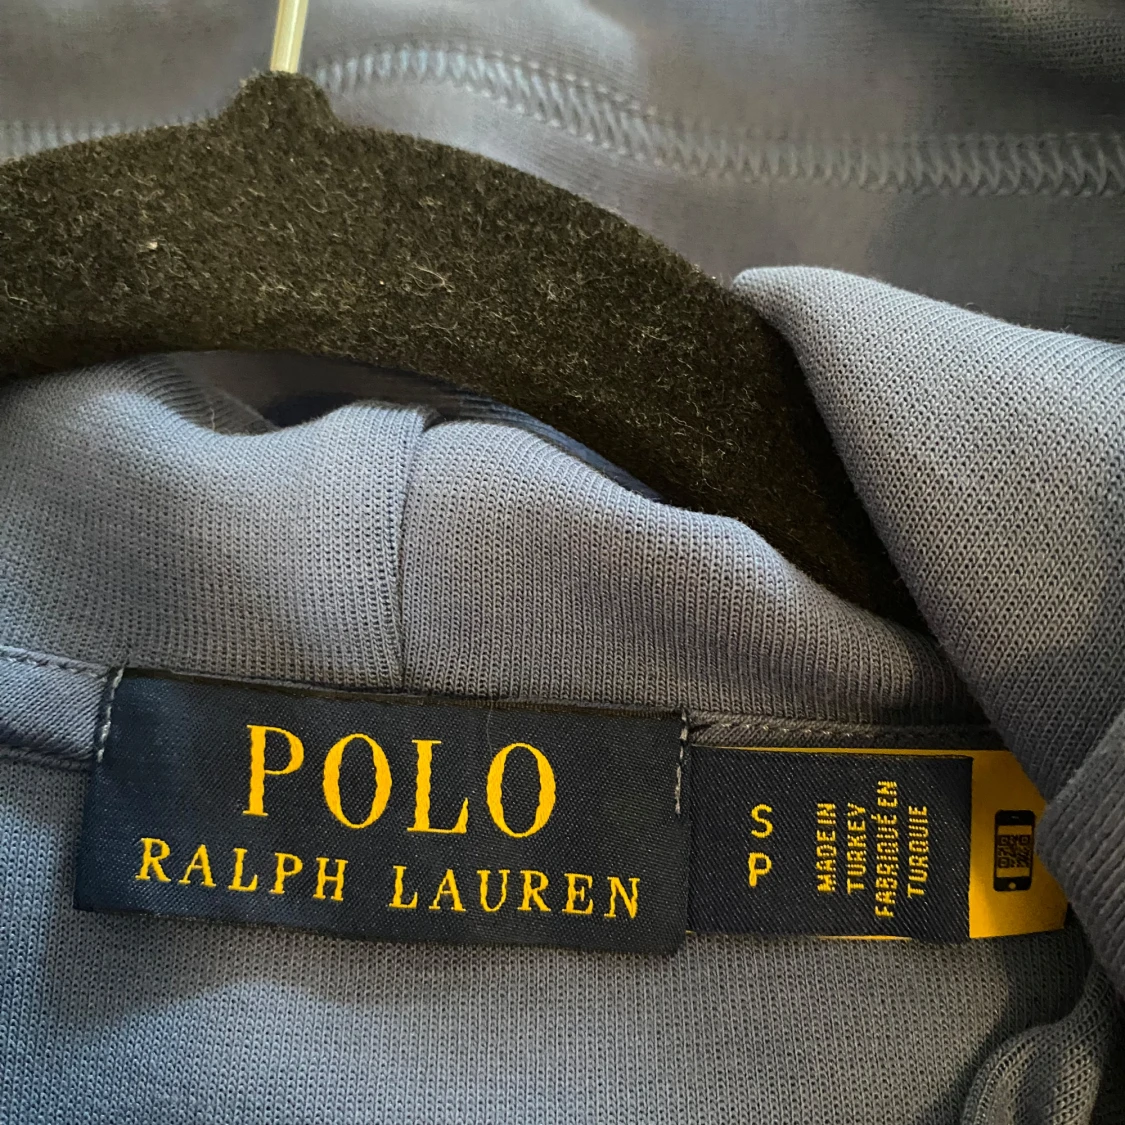 POLO
RALPH LAUREN
S
P
MADE IN
TURKEY
FABRIQUÉ EN
TURQUIE